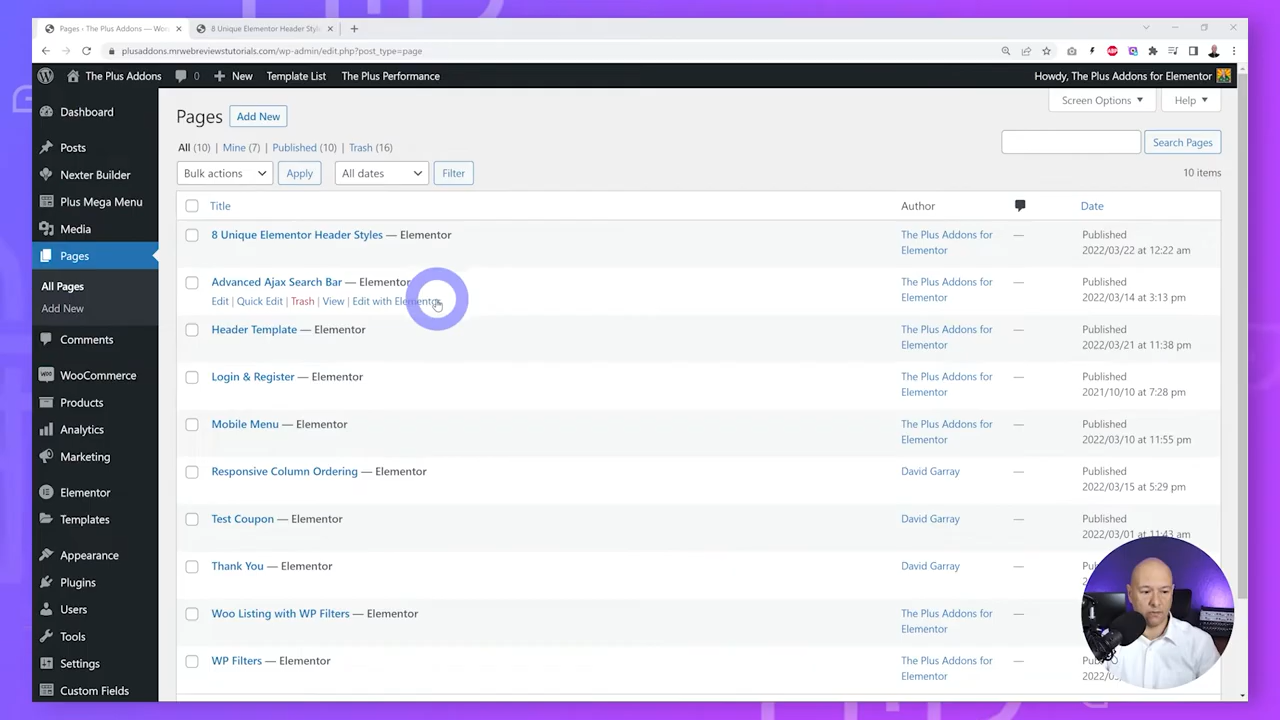 Pages ‹ The Plus Addons — Wor
8 Unique Elementor Header Style
plusaddons.mrwebreviewstutorials.com/wp-admin/edit.php?post_type=page
The Plus Addons
0
New
Template List
The Plus Performance
Howdy, The Plus Addons for Elementor
Dashboard
Posts
Nexter Builder
Plus Mega Menu
Media
Pages
All Pages
Add New
Comments
WooCommerce
Products
Analytics
Marketing
Elementor
Templates
Appearance
Plugins
Users
Tools
Settings
Custom Fields
Screen Options
Help
Pages
Add New
All (10) | Mine (7) | Published (10) | Trash (16)
Search Pages
Bulk actions
Apply
All dates
Filter
10 items
Title
Author
Date
8 Unique Elementor Header Styles — Elementor
The Plus Addons for
Elementor
—
Published
2022/03/22 at 12:22 am
Advanced Ajax Search Bar — Elementor
Edit | Quick Edit | Trash | View | Edit with Elementor
The Plus Addons for
Elementor
—
Published
2022/03/14 at 3:13 pm
Header Template — Elementor
The Plus Addons for
Elementor
—
Published
2022/03/21 at 11:38 pm
Login & Register — Elementor
The Plus Addons for
Elementor
—
Published
2021/10/10 at 7:28 pm
Mobile Menu — Elementor
The Plus Addons for
Elementor
—
Published
2022/03/10 at 11:55 pm
Responsive Column Ordering — Elementor
David Garray
—
Published
2022/03/15 at 5:29 pm
Test Coupon — Elementor
David Garray
—
Published
2022/03/01 at 11:43 am
Thank You — Elementor
David Garray
—
Woo Listing with WP Filters — Elementor
The Plus Addons for
Elementor
—
WP Filters — Elementor
The Plus Addons for
Elementor
—